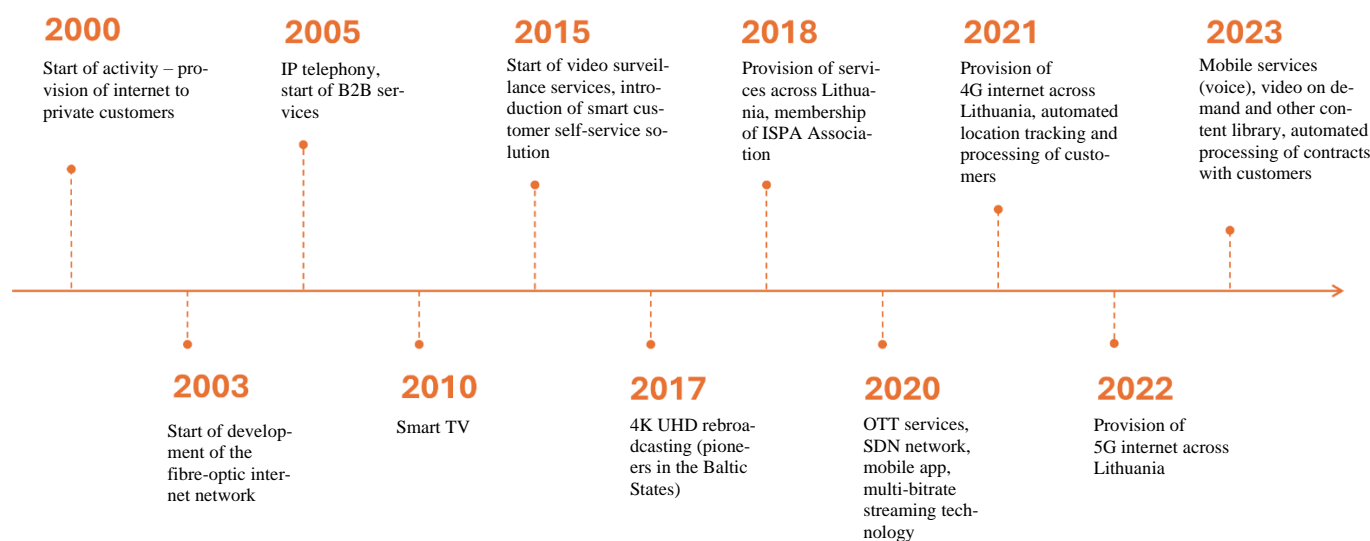 2000
Start of activity – pro-
vision of internet to
private customers
2005
IP telephony,
start of B2B ser-
vices
2015
Start of video surveil-
lance services, intro-
duction of smart cus-
tomer self-service so-
lution
2018
Provision of servi-
ces across Lithua-
nia, membership
of ISPA Associa-
tion
2021
Provision of
4G internet across
Lithuania, automated
location tracking and
processing of custo-
mers
2023
Mobile services
(voice), video on de-
mand and other con-
tent library, automated
processing of contracts
with customers
2003
Start of develop-
ment of the
fibre-optic inter-
net network
2010
Smart TV
2017
4K UHD rebroa-
dcasting (pione-
ers in the Baltic
States)
2020
OTT services,
SDN network,
mobile app,
multi-bitrate
streaming tech-
nology
2022
Provision of
5G internet across
Lithuania